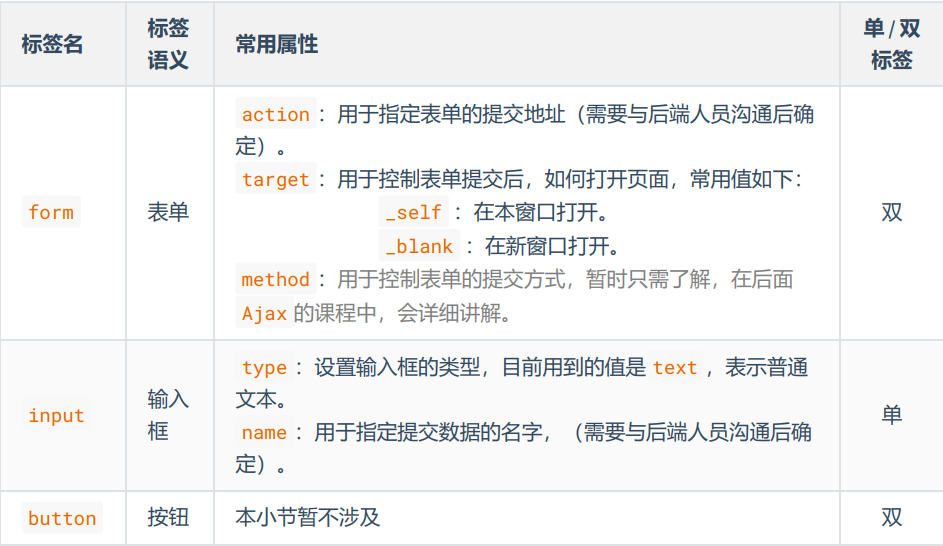 标签名 标签语义 常用属性 单 / 双标签
form 表单 action ：用于指定表单的提交地址（需要与后端人员沟通后确
定）。
target ：用于控制表单提交后，如何打开页面，常用值如下：
_self ：在本窗口打开。
_blank ：在新窗口打开。
method ：用于控制表单的提交方式，暂时只需了解，在后面
Ajax 的课程中，会详细讲解。
双
input 输入框 type ：设置输入框的类型，目前用到的值是 text ，表示普通
文本。
name ：用于指定提交数据的名字，（需要与后端人员沟通后确
定）。
单
button 按钮 本小节暂不涉及 双